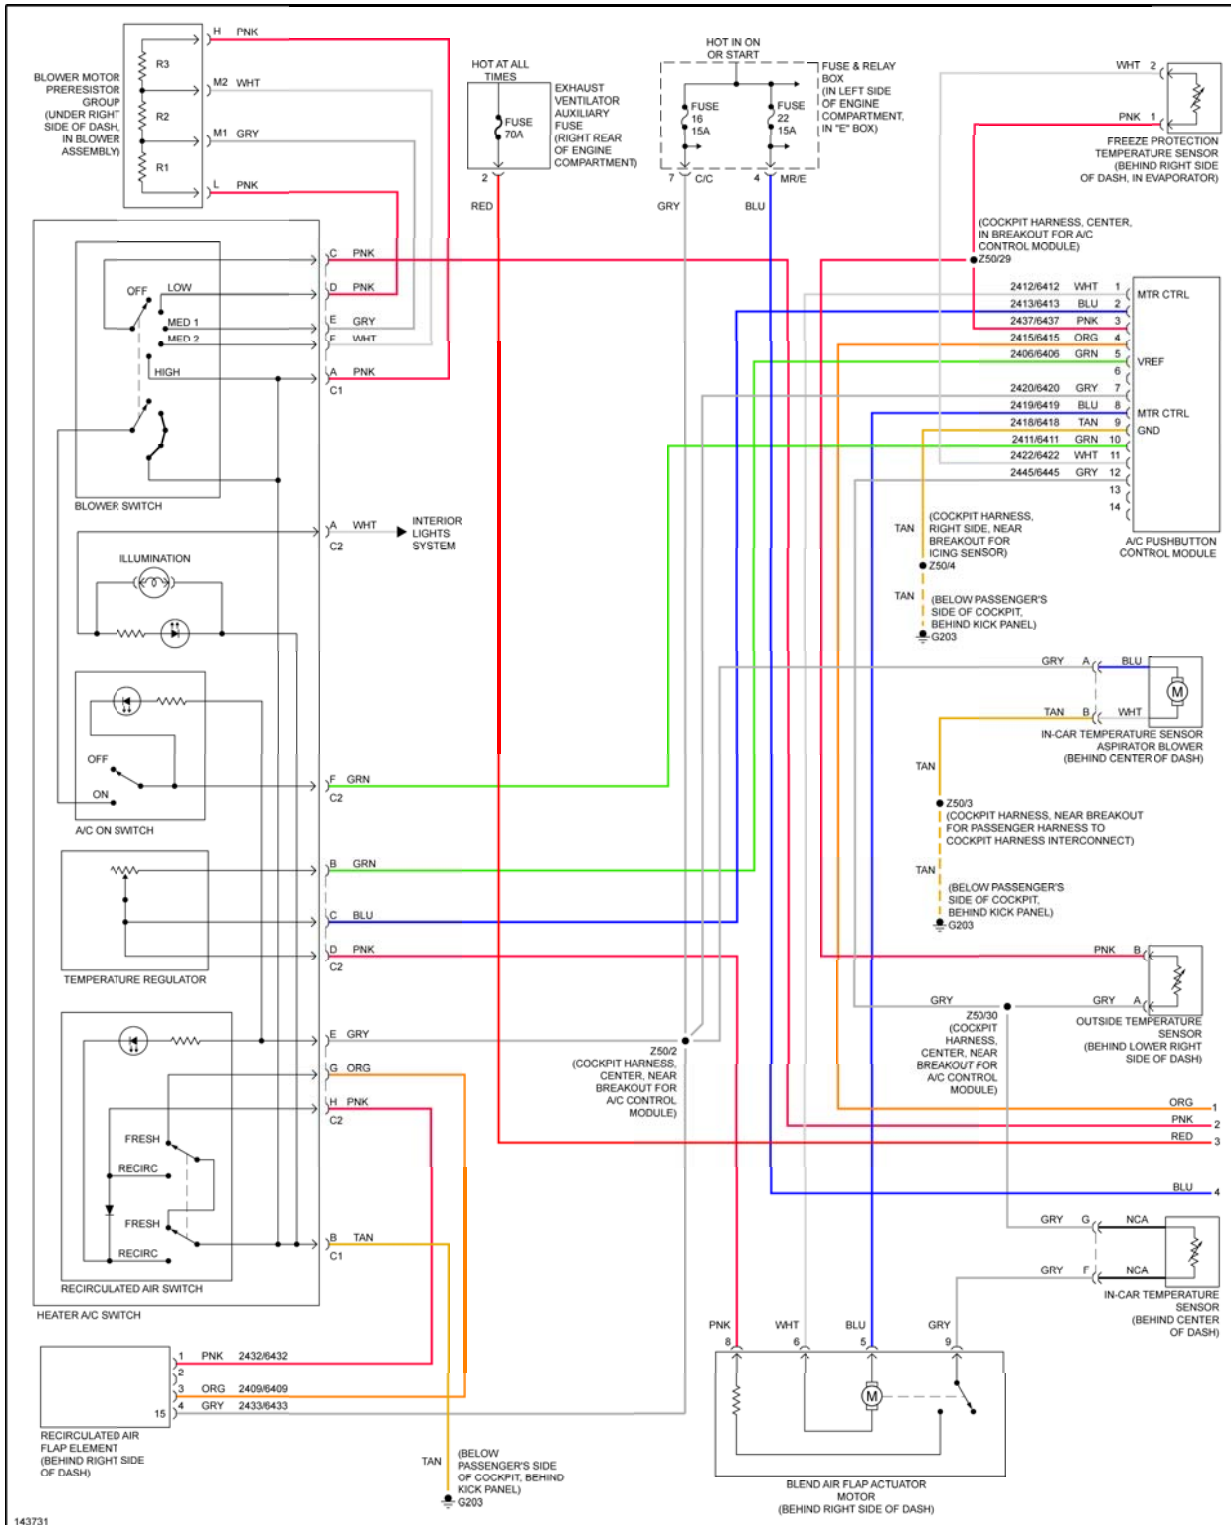 H PNK
R3
BLOWER MOTOR
PRERESISTOR
GROUP
(UNDER RIGHT
SIDE OF DASH,
IN BLOWER
ASSEMBLY)
M2 WHT
R2
M1 GRY
R1
L PNK
HOT AT ALL
TIMES
FUSE
70A
EXHAUST
VENTILATOR
AUXILIARY
FUSE
(RIGHT REAR
OF ENGINE
COMPARTMENT)
2
RED
HOT IN ON
OR START
FUSE
16
15A
FUSE
22
15A
FUSE & RELAY
BOX
(IN LEFT SIDE
OF ENGINE
COMPARTMENT,
IN "E" BOX)
7 C/C
4 MR/E
GRY
BLU
WHT 2
PNK 1
FREEZE PROTECTION
TEMPERATURE SENSOR
(BEHIND RIGHT SIDE
OF DASH, IN EVAPORATOR)
(COCKPIT HARNESS, CENTER,
IN BREAKOUT FOR A/C
CONTROL MODULE)
Z50/29
C PNK
OFF
LOW
D PNK
MED 1
E GRY
MED 2
F WHT
HIGH
A PNK
C1
BLOWER SWITCH
2412/6412 WHT 1 MTR CTRL
2413/6413 BLU 2
2437/6437 PNK 3
2415/6415 ORG 4
2406/6406 GRN 5 VREF
6
2420/6420 GRY 7
2419/6419 BLU 8 MTR CTRL
2418/6418 TAN 9 GND
2411/6411 GRN 10
2422/6422 WHT 11
2445/6445 GRY 12
13
14
A/C PUSHBUTTON
CONTROL MODULE
A WHT
C2
INTERIOR
LIGHTS
SYSTEM
ILLUMINATION
TAN
(COCKPIT HARNESS,
RIGHT SIDE, NEAR
BREAKOUT FOR
ICING SENSOR)
Z50/4
TAN
(BELOW PASSENGER'S
SIDE OF COCKPIT,
BEHIND KICK PANEL)
G203
GRY A BLU
M
TAN B WHT
IN-CAR TEMPERATURE SENSOR
ASPIRATOR BLOWER
(BEHIND CENTER OF DASH)
OFF
ON
F GRN
C2
A/C ON SWITCH
TAN
Z50/3
(COCKPIT HARNESS, NEAR BREAKOUT
FOR PASSENGER HARNESS TO
COCKPIT HARNESS INTERCONNECT)
TAN
(BELOW PASSENGER'S
SIDE OF COCKPIT,
BEHIND KICK PANEL)
G203
B GRN
C BLU
D PNK
C2
TEMPERATURE REGULATOR
PNK B
GRY
GRY A
Z50/30
(COCKPIT
HARNESS,
CENTER, NEAR
BREAKOUT FOR
A/C CONTROL
MODULE)
OUTSIDE TEMPERATURE
SENSOR
(BEHIND LOWER RIGHT
SIDE OF DASH)
E GRY
G ORG
H PNK
C2
Z50/2
(COCKPIT HARNESS,
CENTER, NEAR
BREAKOUT FOR
A/C CONTROL
MODULE)
ORG 1
PNK 2
RED 3
BLU 4
FRESH
RECIRC
FRESH
RECIRC
B TAN
C1
RECIRCULATED AIR SWITCH
HEATER A/C SWITCH
GRY G NCA
GRY F NCA
IN-CAR TEMPERATURE
SENSOR
(BEHIND CENTER
OF DASH)
PNK WHT BLU GRY
8 6 5 9
M
BLEND AIR FLAP ACTUATOR
MOTOR
(BEHIND RIGHT SIDE OF DASH)
1 PNK 2432/6432
2
3 ORG 2409/6409
15 4 GRY 2433/6433
RECIRCULATED AIR
FLAP ELEMENT
(BEHIND RIGHT SIDE
OF DASH)
TAN
(BELOW
PASSENGER'S SIDE
OF COCKPIT, BEHIND
KICK PANEL)
G203
143731